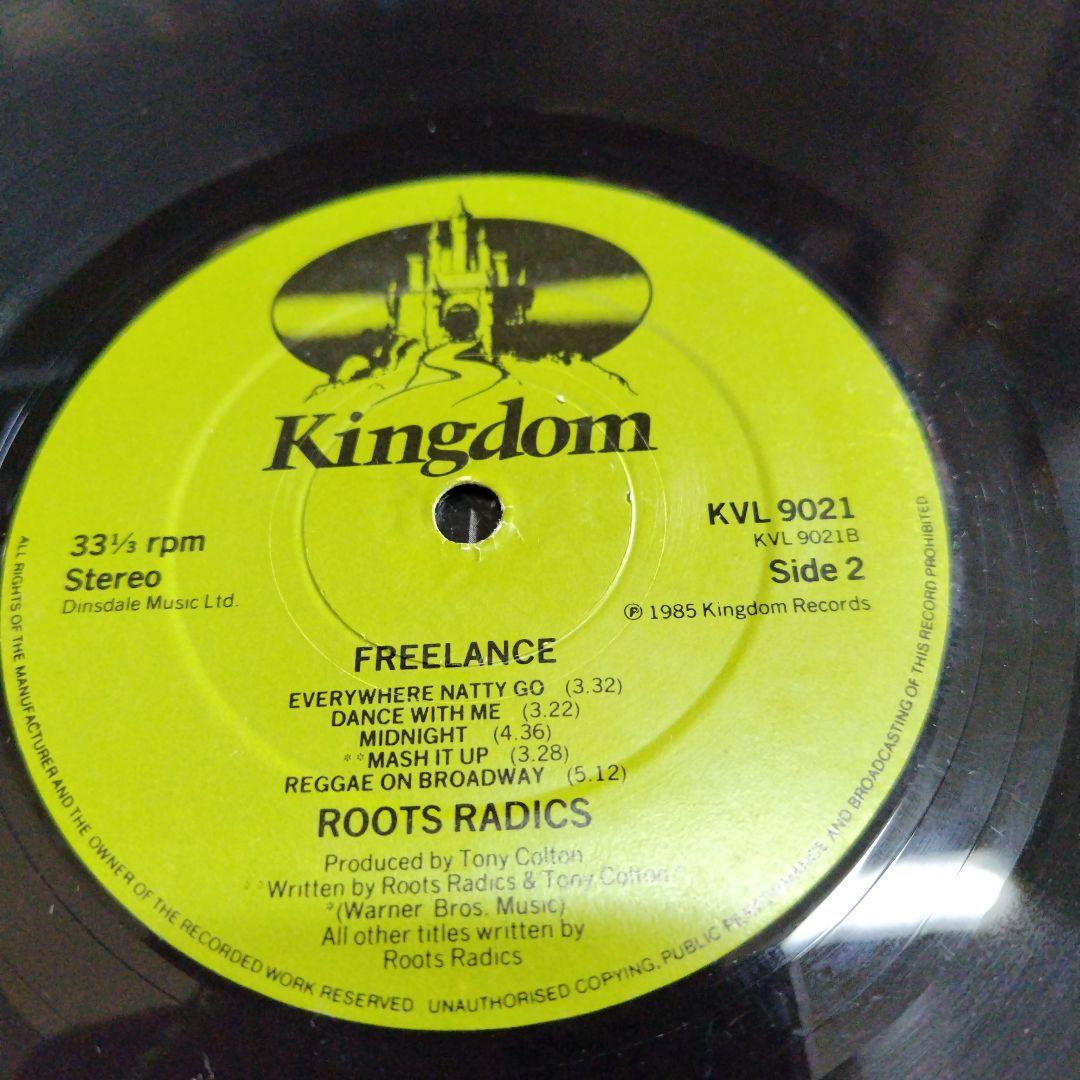 Kingdom
33⅓ rpm
Stereo
Dinsdale Music Ltd.
KVL 9021
KVL 9021B
Side 2
℗ 1985 Kingdom Records
FREELANCE
EVERYWHERE NATTY GO (3.32)
DANCE WITH ME (3.22)
MIDNIGHT (4.36)
**MASH IT UP (3.28)
REGGAE ON BROADWAY (5.12)
ROOTS RADICS
Produced by Tony Colton
**Written by Roots Radics & Tony Colton
*(Warner Bros. Music)
All other titles written by
Roots Radics
ALL RIGHTS OF THE MANUFACTURER AND THE OWNER OF THE RECORDED WORK RESERVED UNAUTHORISED COPYING, PUBLIC PERFORMANCE AND BROADCASTING OF THIS RECORD PROHIBITED